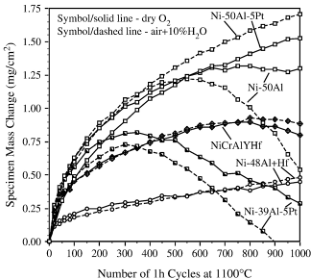 1.75
1.50
1.25
1.00
0.75
0.50
0.25
0.00
Specimen Mass Change (mg/cm²)
Symbol/solid line - dry O₂
Symbol/dashed line - air+10%H₂O
Ni-50Al-5Pt
Ni-50Al
NiCrAlYHf
Ni-48Al+Hf
Ni-39Al-5Pt
0 100 200 300 400 500 600 700 800 900 1000
Number of 1h Cycles at 1100°C